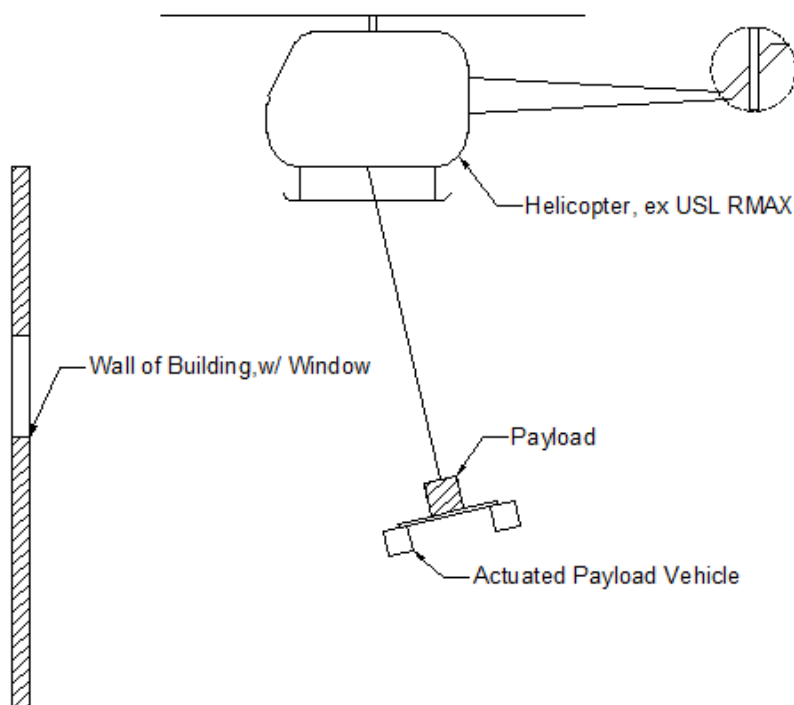 Helicopter, ex USL RMAX
Wall of Building,w/ Window
Payload
Actuated Payload Vehicle